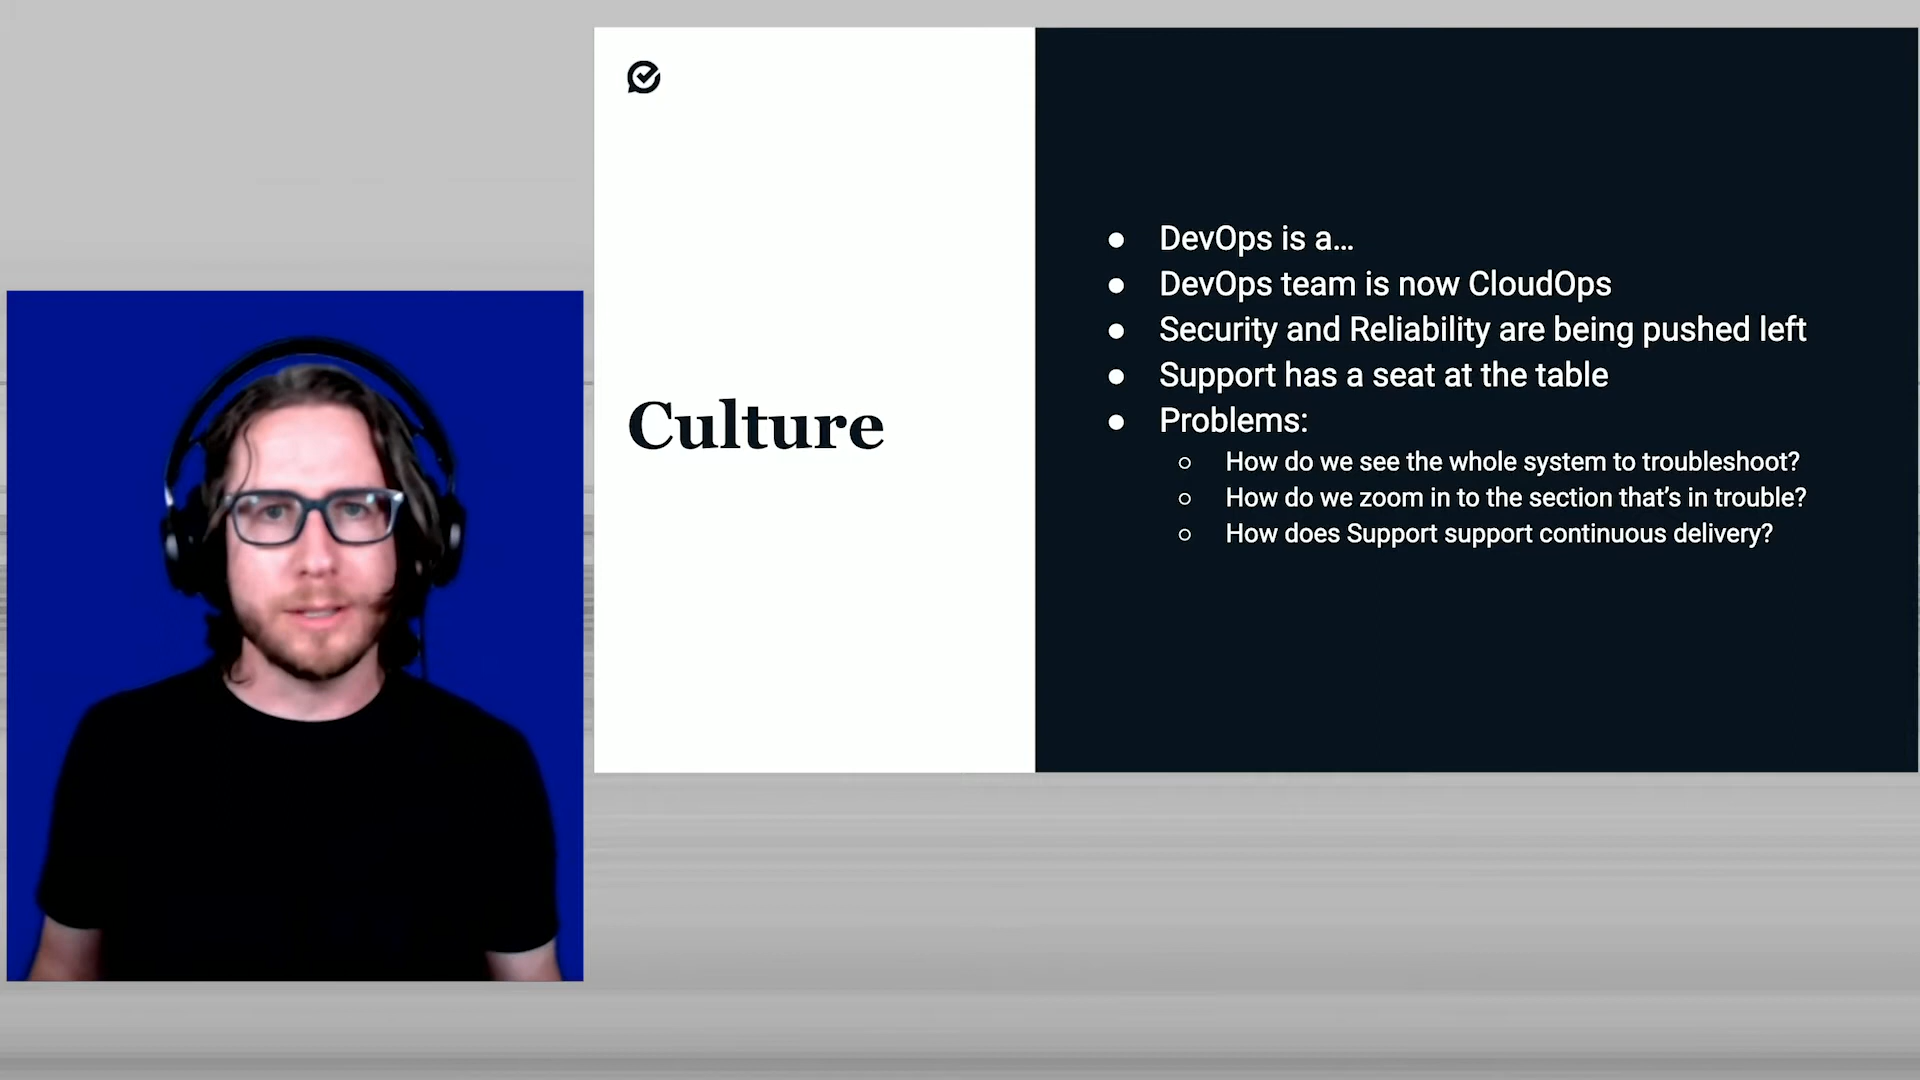 Culture
DevOps is a…
DevOps team is now CloudOps
Security and Reliability are being pushed left
Support has a seat at the table
Problems:
How do we see the whole system to troubleshoot?
How do we zoom in to the section that’s in trouble?
How does Support support continuous delivery?